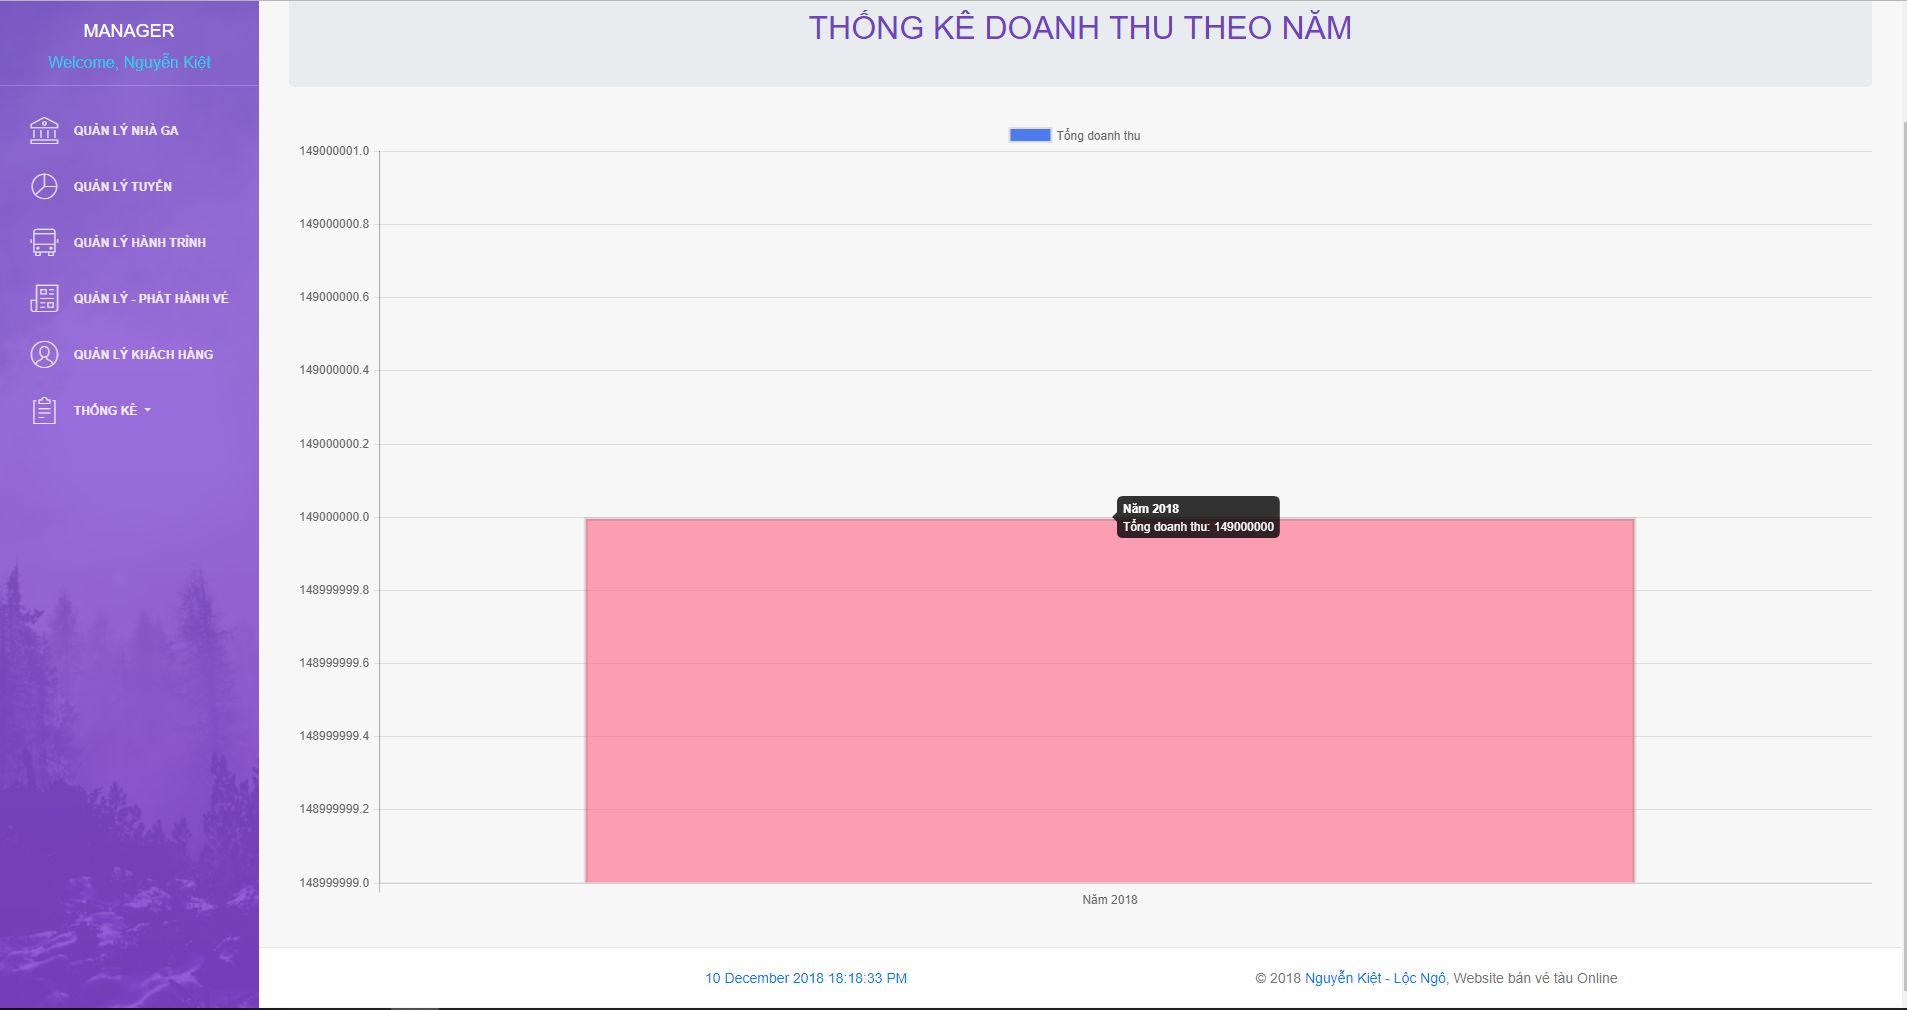 MANAGER
Welcome, Nguyễn Kiệt
QUẢN LÝ NHÀ GA
QUẢN LÝ TUYẾN
QUẢN LÝ HÀNH TRÌNH
QUẢN LÝ - PHÁT HÀNH VÉ
QUẢN LÝ KHÁCH HÀNG
THỐNG KÊ
THỐNG KÊ DOANH THU THEO NĂM
Tổng doanh thu
149000001.0
149000000.8
149000000.6
149000000.4
149000000.2
149000000.0
148999999.8
148999999.6
148999999.4
148999999.2
148999999.0
Năm 2018
Tổng doanh thu: 149000000
Năm 2018
10 December 2018 18:18:33 PM
© 2018 Nguyễn Kiệt - Lộc Ngô, Website bán vé tàu Online